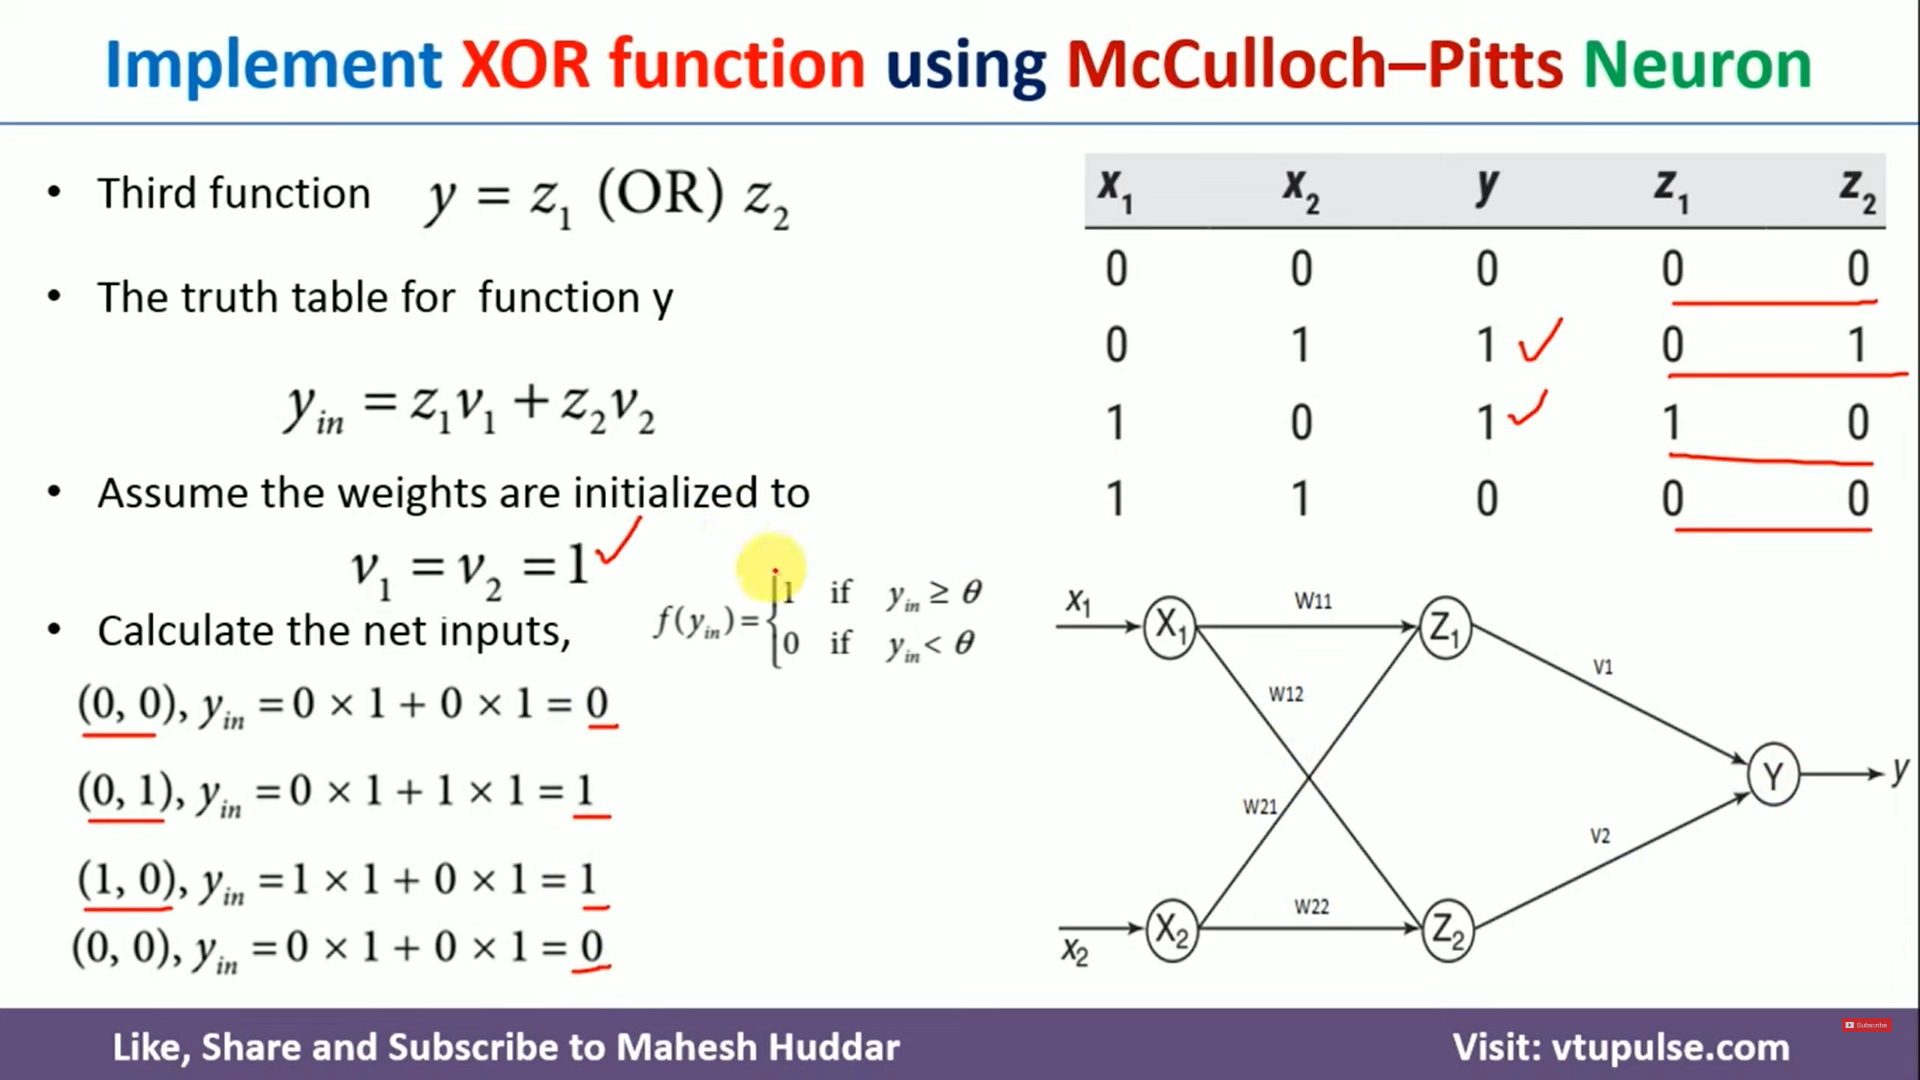 Implement XOR function using McCulloch–Pitts Neuron
• Third function y = z₁ (OR) z₂
• The truth table for function y
yᵢₙ = z₁v₁ + z₂v₂
• Assume the weights are initialized to
v₁ = v₂ = 1
• Calculate the net inputs,
f(yᵢₙ) = {1 if yᵢₙ ≥ θ
0 if yᵢₙ < θ
(0, 0), yᵢₙ = 0 × 1 + 0 × 1 = 0
(0, 1), yᵢₙ = 0 × 1 + 1 × 1 = 1
(1, 0), yᵢₙ = 1 × 1 + 0 × 1 = 1
(0, 0), yᵢₙ = 0 × 1 + 0 × 1 = 0
x₁ x₂ y z₁ z₂
0 0 0 0 0
0 1 1 ✓ 0 1
1 0 1 ✓ 1 0
1 1 0 0 0
x₁ X₁ W11 Z₁
W12 V1
Y y
W21 V2
x₂ X₂ W22 Z₂
Like, Share and Subscribe to Mahesh Huddar
Visit: vtupulse.com
Subscribe